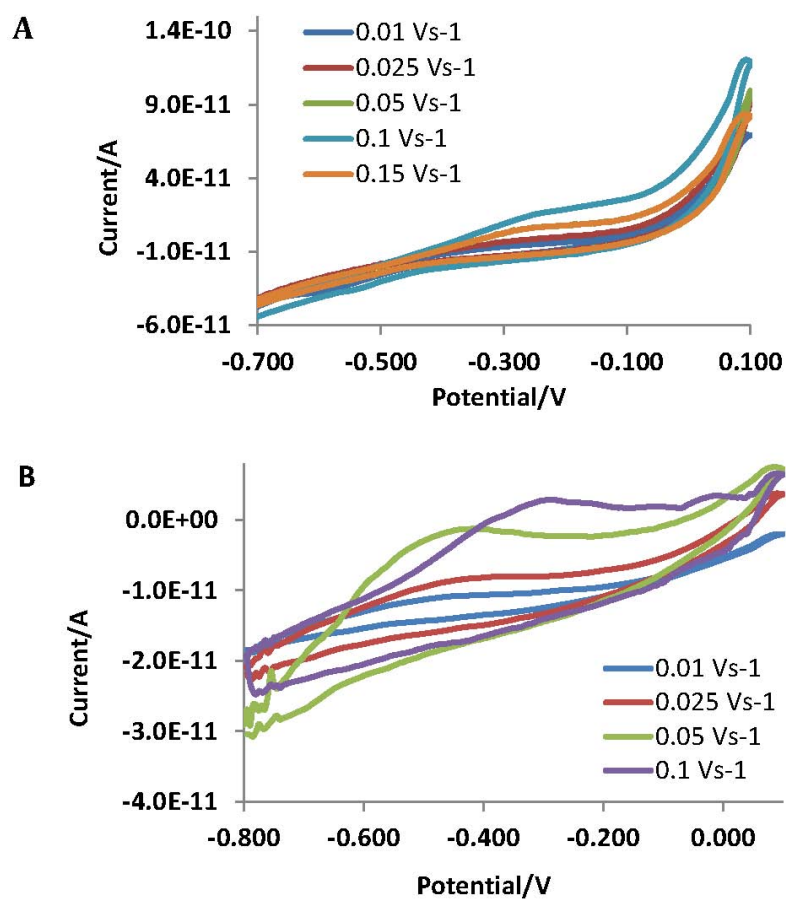 A
1.4E-10
9.0E-11
4.0E-11
-1.0E-11
-6.0E-11
Current/A
0.01 Vs-1
0.025 Vs-1
0.05 Vs-1
0.1 Vs-1
0.15 Vs-1
-0.700 -0.500 -0.300 -0.100 0.100
Potential/V
B
0.0E+00
-1.0E-11
-2.0E-11
-3.0E-11
-4.0E-11
Current/A
0.01 Vs-1
0.025 Vs-1
0.05 Vs-1
0.1 Vs-1
-0.800 -0.600 -0.400 -0.200 0.000
Potential/V